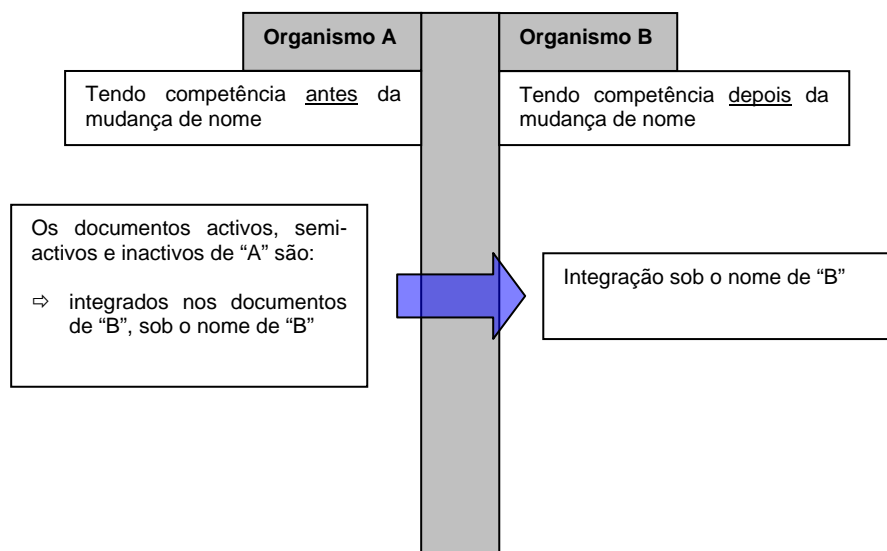 Organismo A
Organismo B
Tendo competência antes da
mudança de nome
Tendo competência depois da
mudança de nome
Os documentos activos, semi-
activos e inactivos de “A” são:
⇨ integrados nos documentos
de “B”, sob o nome de “B”
Integração sob o nome de “B”